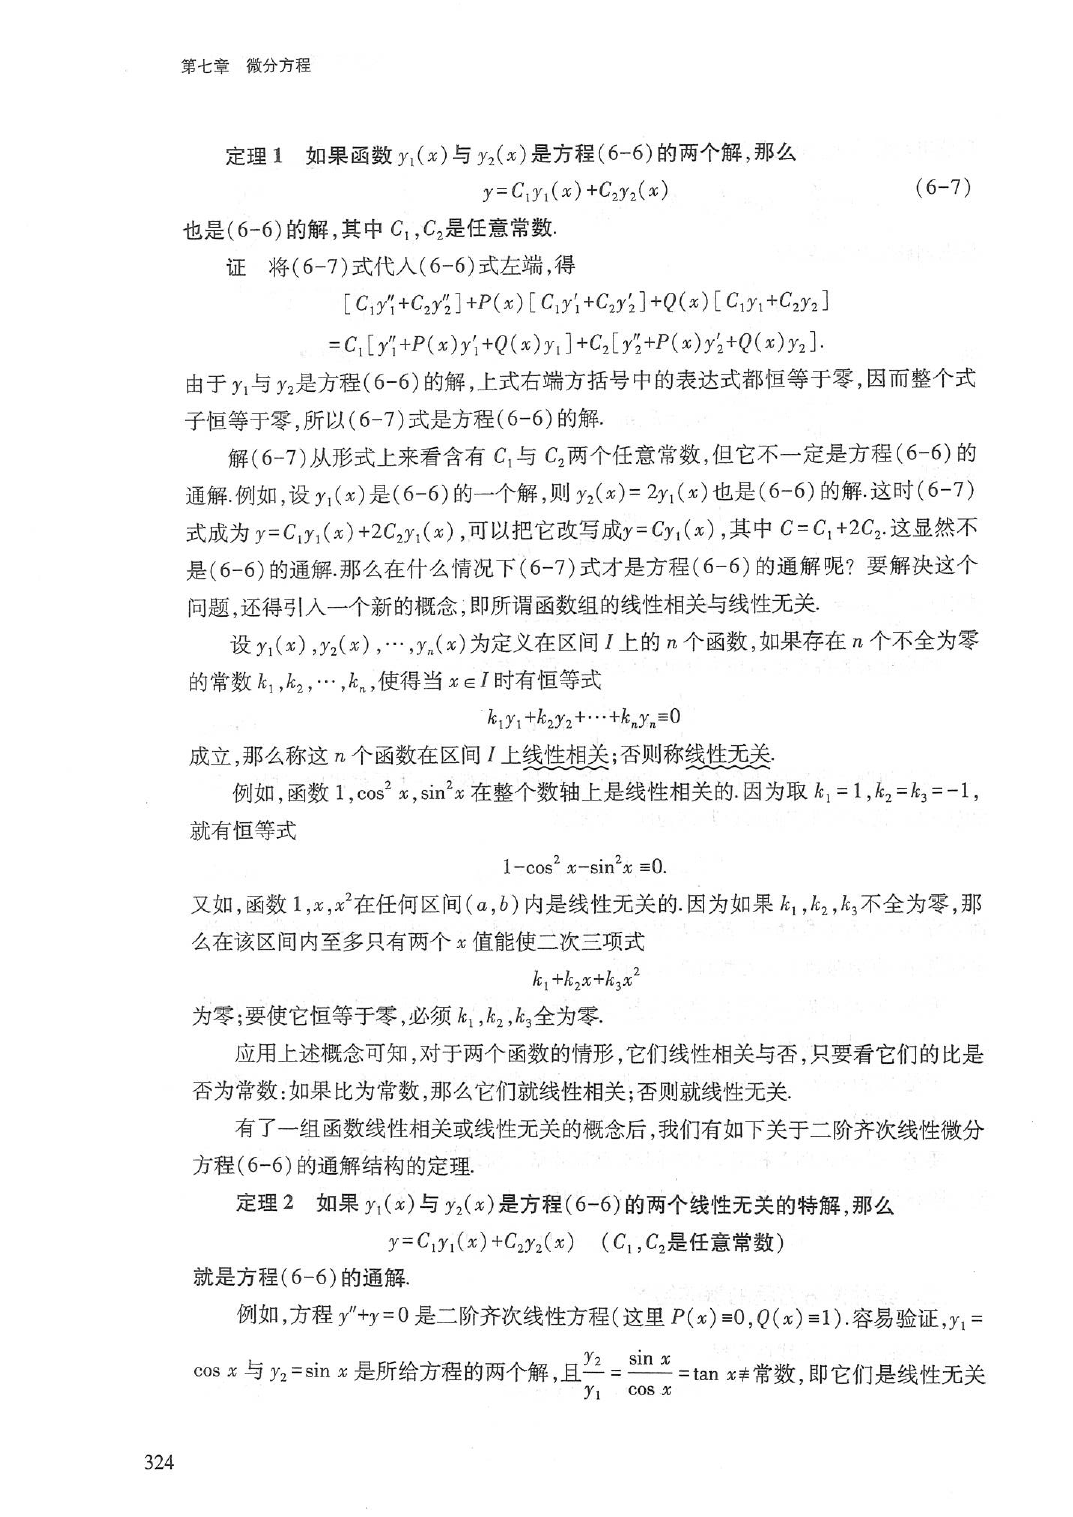 第七章 微分方程
定理1 如果函数 y₁(x)与 y₂(x)是方程(6-6)的两个解,那么
y=C₁y₁(x)+C₂y₂(x) (6-7)
也是(6-6)的解,其中 C₁,C₂是任意常数.
证 将(6-7)式代入(6-6)式左端,得
[C₁y″₁+C₂y″₂]+P(x)[C₁y′₁+C₂y′₂]+Q(x)[C₁y₁+C₂y₂]
=C₁[y″₁+P(x)y′₁+Q(x)y₁]+C₂[y″₂+P(x)y′₂+Q(x)y₂].
由于 y₁与 y₂是方程(6-6)的解,上式右端方括号中的表达式都恒等于零,因而整个式
子恒等于零,所以(6-7)式是方程(6-6)的解.
解(6-7)从形式上来看含有 C₁与 C₂两个任意常数,但它不一定是方程(6-6)的
通解.例如,设 y₁(x)是(6-6)的一个解,则 y₂(x)=2y₁(x)也是(6-6)的解.这时(6-7)
式成为 y=C₁y₁(x)+2C₂y₁(x),可以把它改写成y=Cy₁(x),其中 C=C₁+2C₂.这显然不
是(6-6)的通解.那么在什么情况下(6-7)式才是方程(6-6)的通解呢? 要解决这个
问题,还得引入一个新的概念,即所谓函数组的线性相关与线性无关.
设 y₁(x),y₂(x),⋯,yₙ(x)为定义在区间 I 上的 n 个函数,如果存在 n 个不全为零
的常数 k₁,k₂,⋯,kₙ,使得当 x∈I 时有恒等式
k₁y₁+k₂y₂+⋯+kₙyₙ≡0
成立,那么称这 n 个函数在区间 I 上线性相关;否则称线性无关.
例如,函数 1,cos² x,sin²x 在整个数轴上是线性相关的.因为取 k₁=1,k₂=k₃=-1,
就有恒等式
1-cos² x-sin²x ≡0.
又如,函数 1,x,x²在任何区间(a,b)内是线性无关的.因为如果 k₁,k₂,k₃不全为零,那
么在该区间内至多只有两个 x 值能使二次三项式
k₁+k₂x+k₃x²
为零;要使它恒等于零,必须 k₁,k₂,k₃全为零.
应用上述概念可知,对于两个函数的情形,它们线性相关与否,只要看它们的比是
否为常数:如果比为常数,那么它们就线性相关;否则就线性无关.
有了一组函数线性相关或线性无关的概念后,我们有如下关于二阶齐次线性微分
方程(6-6)的通解结构的定理.
定理2 如果 y₁(x)与 y₂(x)是方程(6-6)的两个线性无关的特解,那么
y=C₁y₁(x)+C₂y₂(x) (C₁,C₂是任意常数)
就是方程(6-6)的通解.
例如,方程 y″+y=0 是二阶齐次线性方程(这里 P(x)≡0,Q(x)≡1).容易验证,y₁=
cos x 与 y₂=sin x 是所给方程的两个解,且y₂/y₁=sin x/cos x=tan x≢常数,即它们是线性无关
324